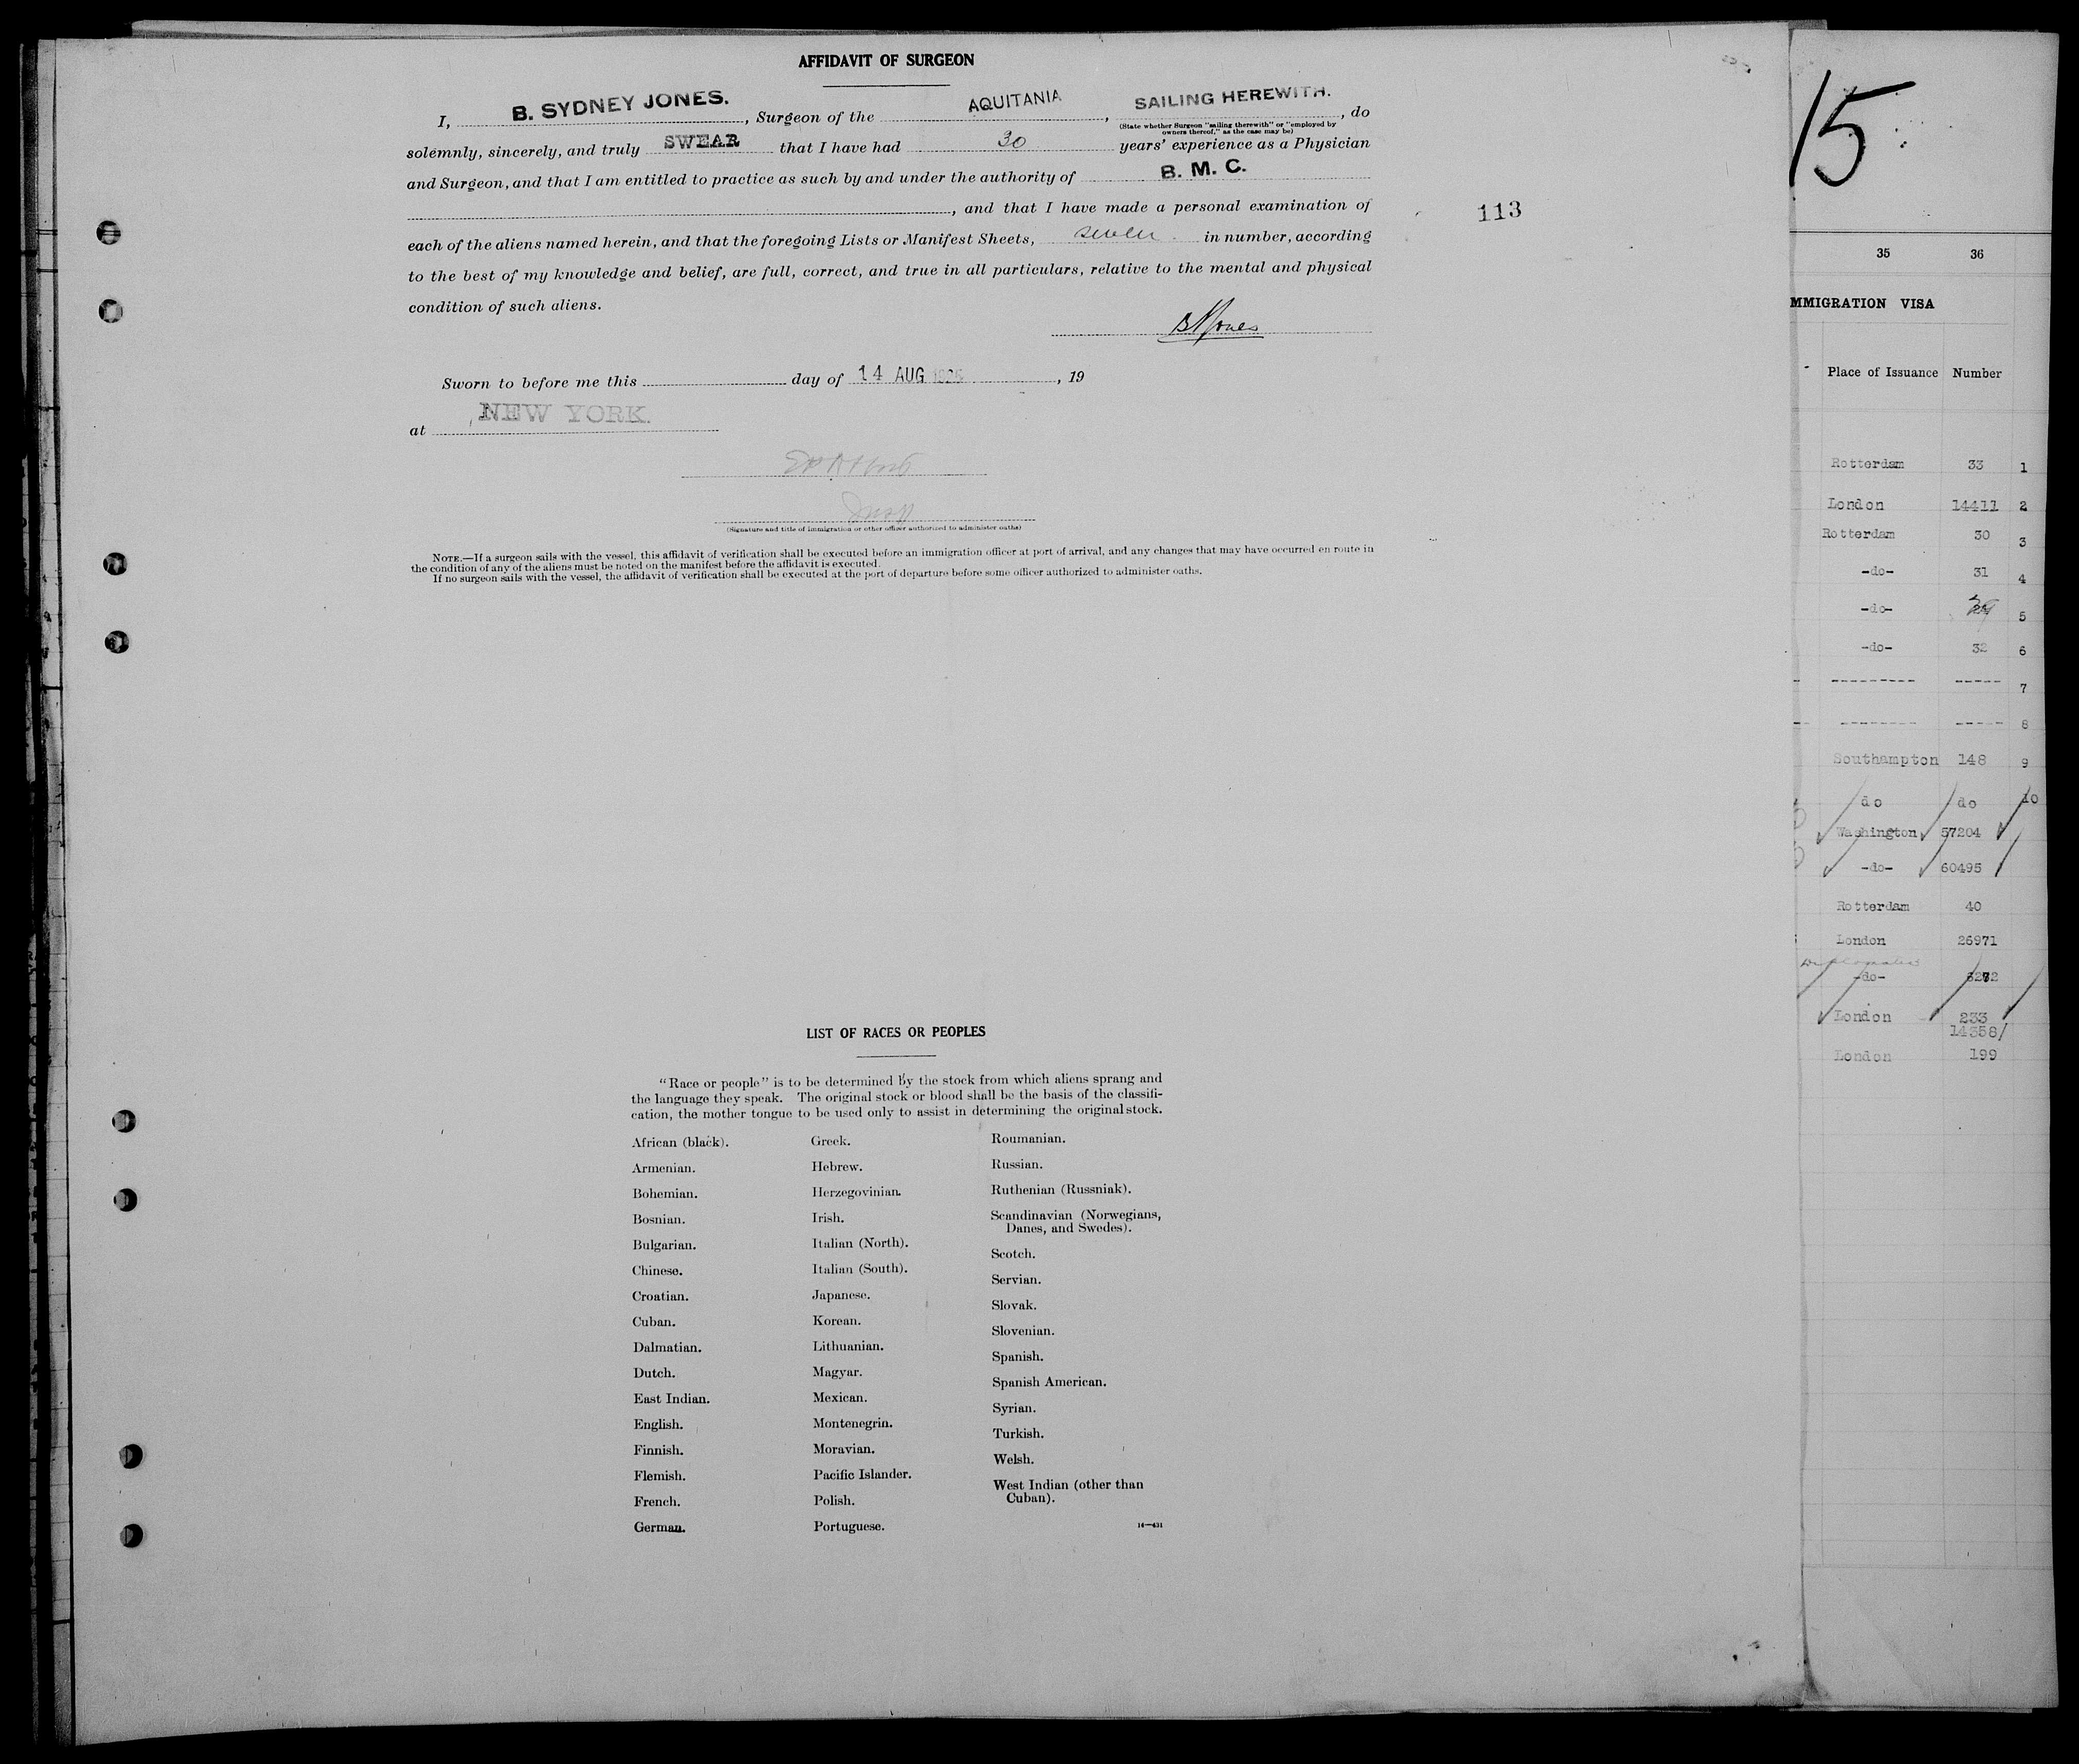 AFFIDAVIT OF SURGEON
I, B. SYDNEY JONES. , Surgeon of the AQUITANIA , SAILING HEREWITH. , do
(State whether Surgeon "sailing therewith" or "employed by
owners thereof," as the case may be)
solemnly, sincerely, and truly SWEAR that I have had 30 years' experience as a Physician
and Surgeon, and that I am entitled to practice as such by and under the authority of B. M. C.
, and that I have made a personal examination of
each of the aliens named herein, and that the foregoing Lists or Manifest Sheets, seven in number, according
to the best of my knowledge and belief, are full, correct, and true in all particulars, relative to the mental and physical
condition of such aliens.
BSJones
Sworn to before me this day of 14 AUG , 19
at NEW YORK.
Insp
(Signature and title of immigration or other officer authorized to administer oaths)
NOTE.—If a surgeon sails with the vessel, this affidavit of verification shall be executed before an immigration officer at port of arrival, and any changes that may have occurred en route in
the condition of any of the aliens must be noted on the manifest before the affidavit is executed.
If no surgeon sails with the vessel, the affidavit of verification shall be executed at the port of departure before some officer authorized to administer oaths.
113
LIST OF RACES OR PEOPLES
"Race or people" is to be determined by the stock from which aliens sprang and
the language they speak. The original stock or blood shall be the basis of the classifi-
cation, the mother tongue to be used only to assist in determining the original stock.
African (black).
Armenian.
Bohemian.
Bosnian.
Bulgarian.
Chinese.
Croatian.
Cuban.
Dalmatian.
Dutch.
East Indian.
English.
Finnish.
Flemish.
French.
German.
Greek.
Hebrew.
Herzegovinian.
Irish.
Italian (North).
Italian (South).
Japanese.
Korean.
Lithuanian.
Magyar.
Mexican.
Montenegrin.
Moravian.
Pacific Islander.
Polish.
Portuguese.
Roumanian.
Russian.
Ruthenian (Russniak).
Scandinavian (Norwegians,
Danes, and Swedes).
Scotch.
Servian.
Slovak.
Slovenian.
Spanish.
Spanish American.
Syrian.
Turkish.
Welsh.
West Indian (other than
Cuban).
14—431
15
35 36
MMIGRATION VISA
Place of Issuance Number
Rotterdam 33 1
London 14411 2
Rotterdam 30 3
-do- 31 4
-do- 29 5
-do- 32 6
--------- ----- 7
-------- ----- 8
Southampton 148 9
do do 10
Washington 57204
-do- 60495
Rotterdam 40
London 26971
Diplomatic
-do-
London 233
14358/
London 199